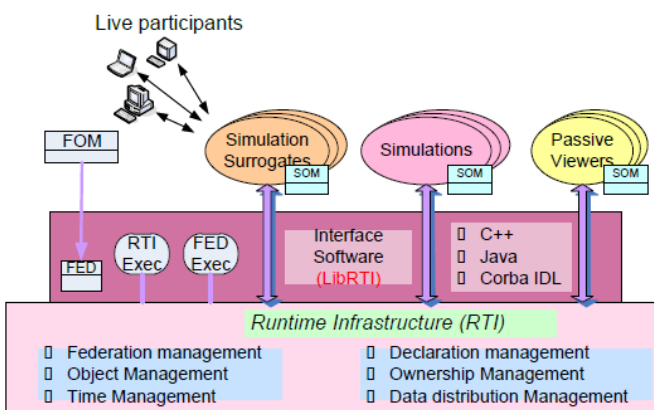 Live participants
FOM
Simulation
Surrogates
SOM
Simulations
SOM
Passive
Viewers
SOM
FED
RTI
Exec
FED
Exec
Interface
Software
(LibRTI)
C++
Java
Corba IDL
Runtime Infrastructure (RTI)
Federation management
Object Management
Time Management
Declaration management
Ownership Management
Data distribution Management